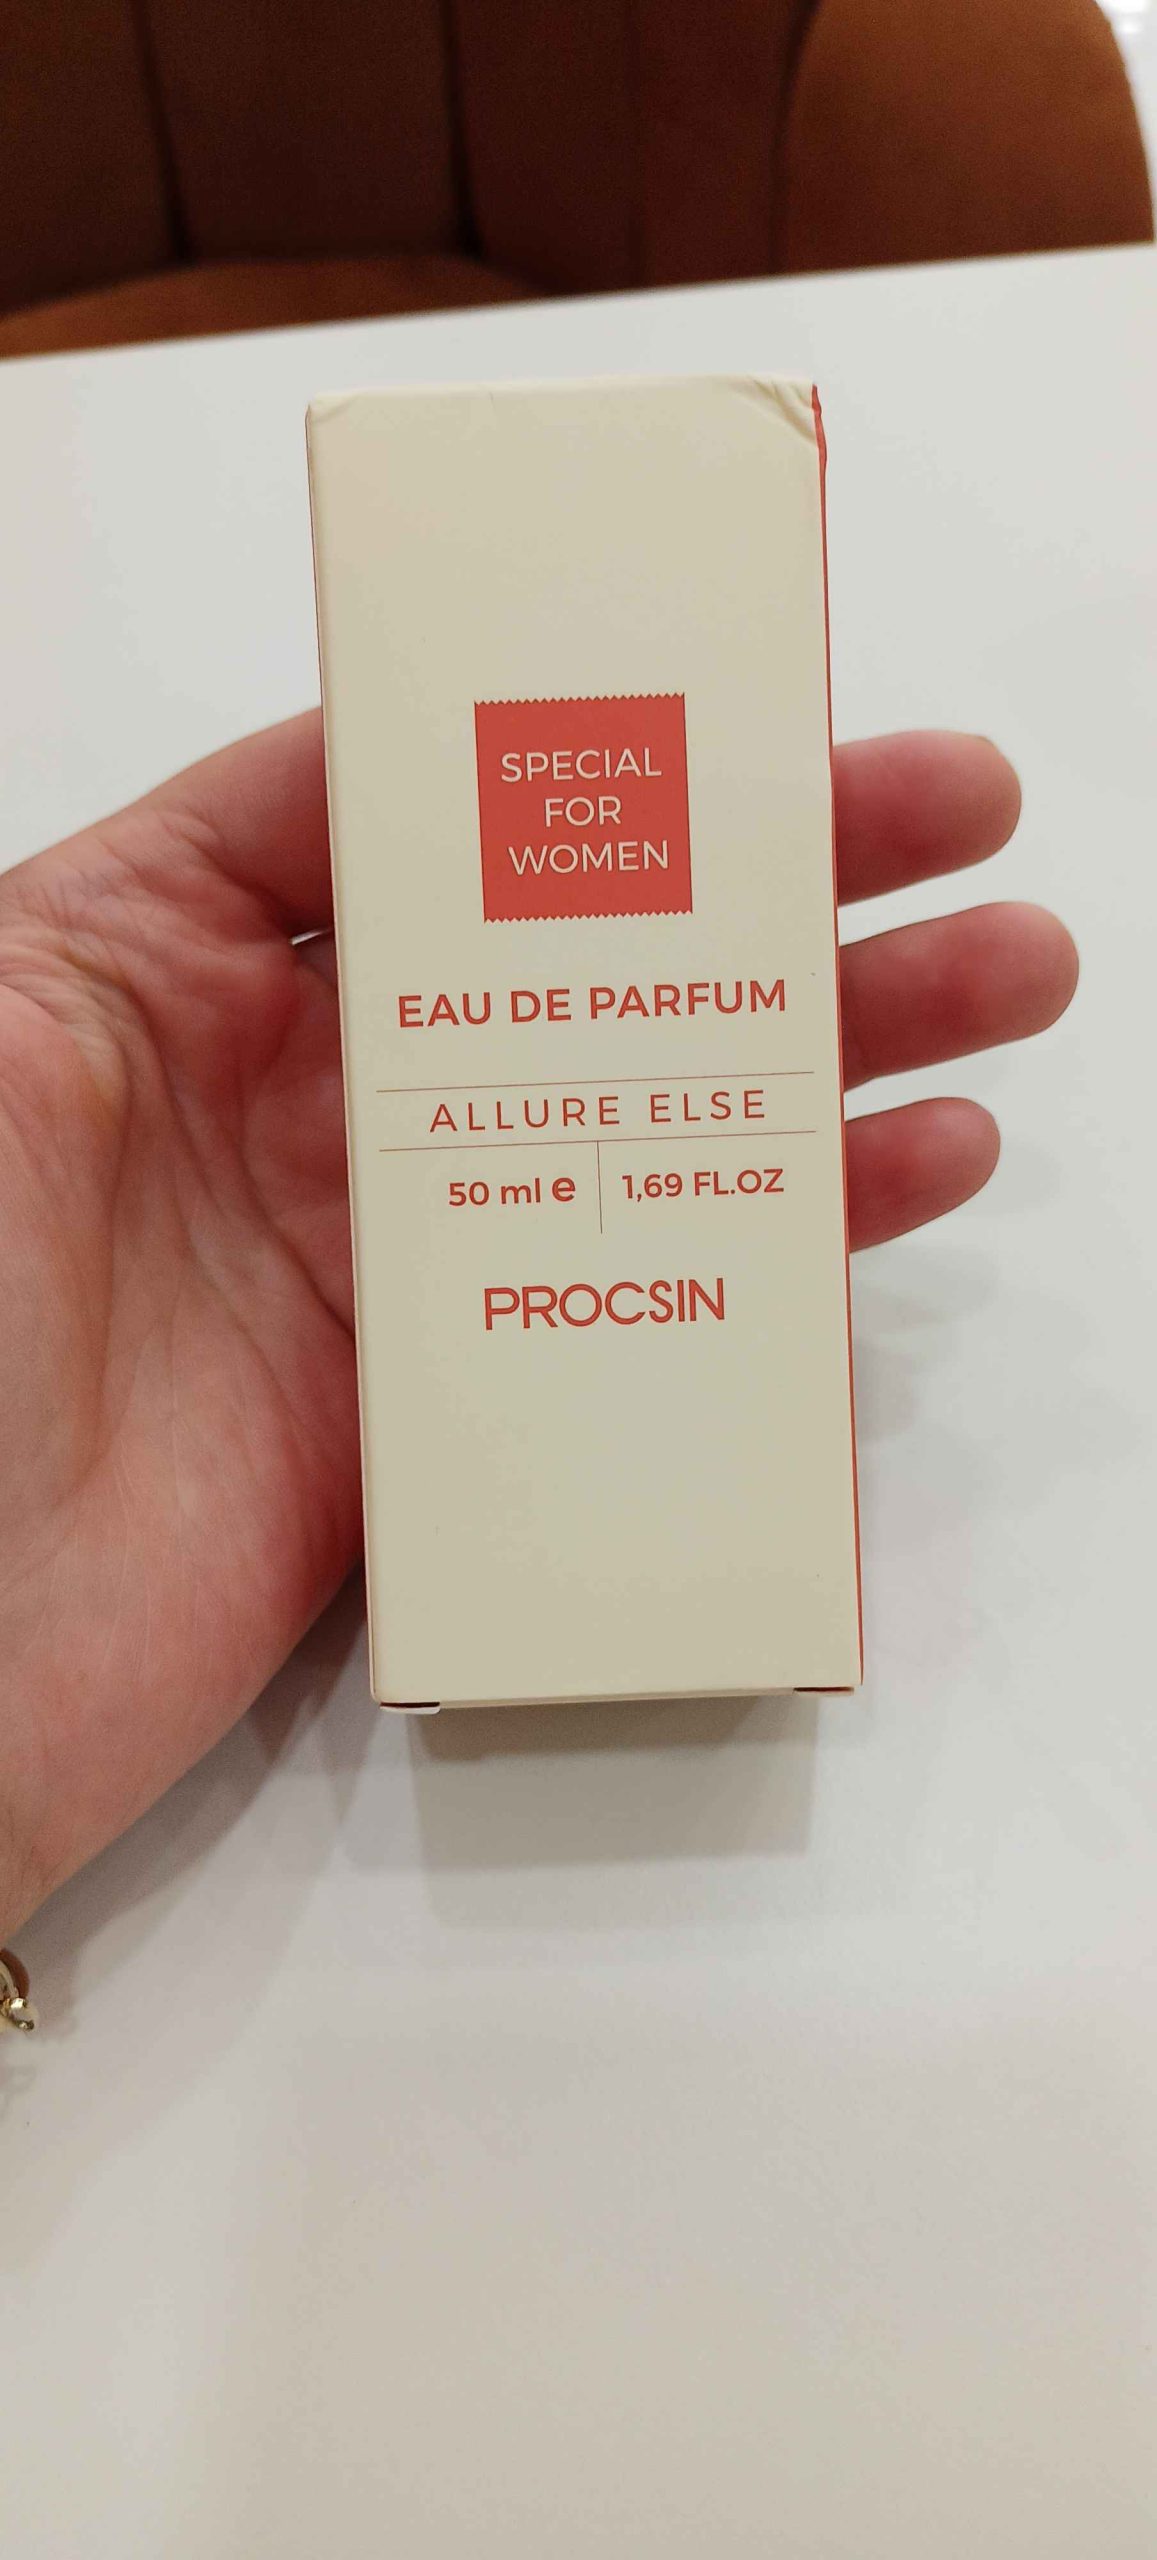 SPECIAL
FOR
WOMEN
EAU DE PARFUM
ALLURE ELSE
50 ml e 1,69 FL.OZ
PROCSIN